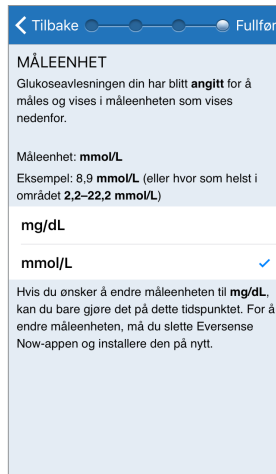 Tilbake
Fullfør
MÅLEENHET
Glukoseavlesningen din har blitt angitt for å
måles og vises i måleenheten som vises
nedenfor.
Måleenhet: mmol/L
Eksempel: 8,9 mmol/L (eller hvor som helst i
området 2,2–22,2 mmol/L)
mg/dL
mmol/L
Hvis du ønsker å endre måleenheten til mg/dL,
kan du bare gjøre det på dette tidspunktet. For å
endre måleenheten, må du slette Eversense
Now-appen og installere den på nytt.